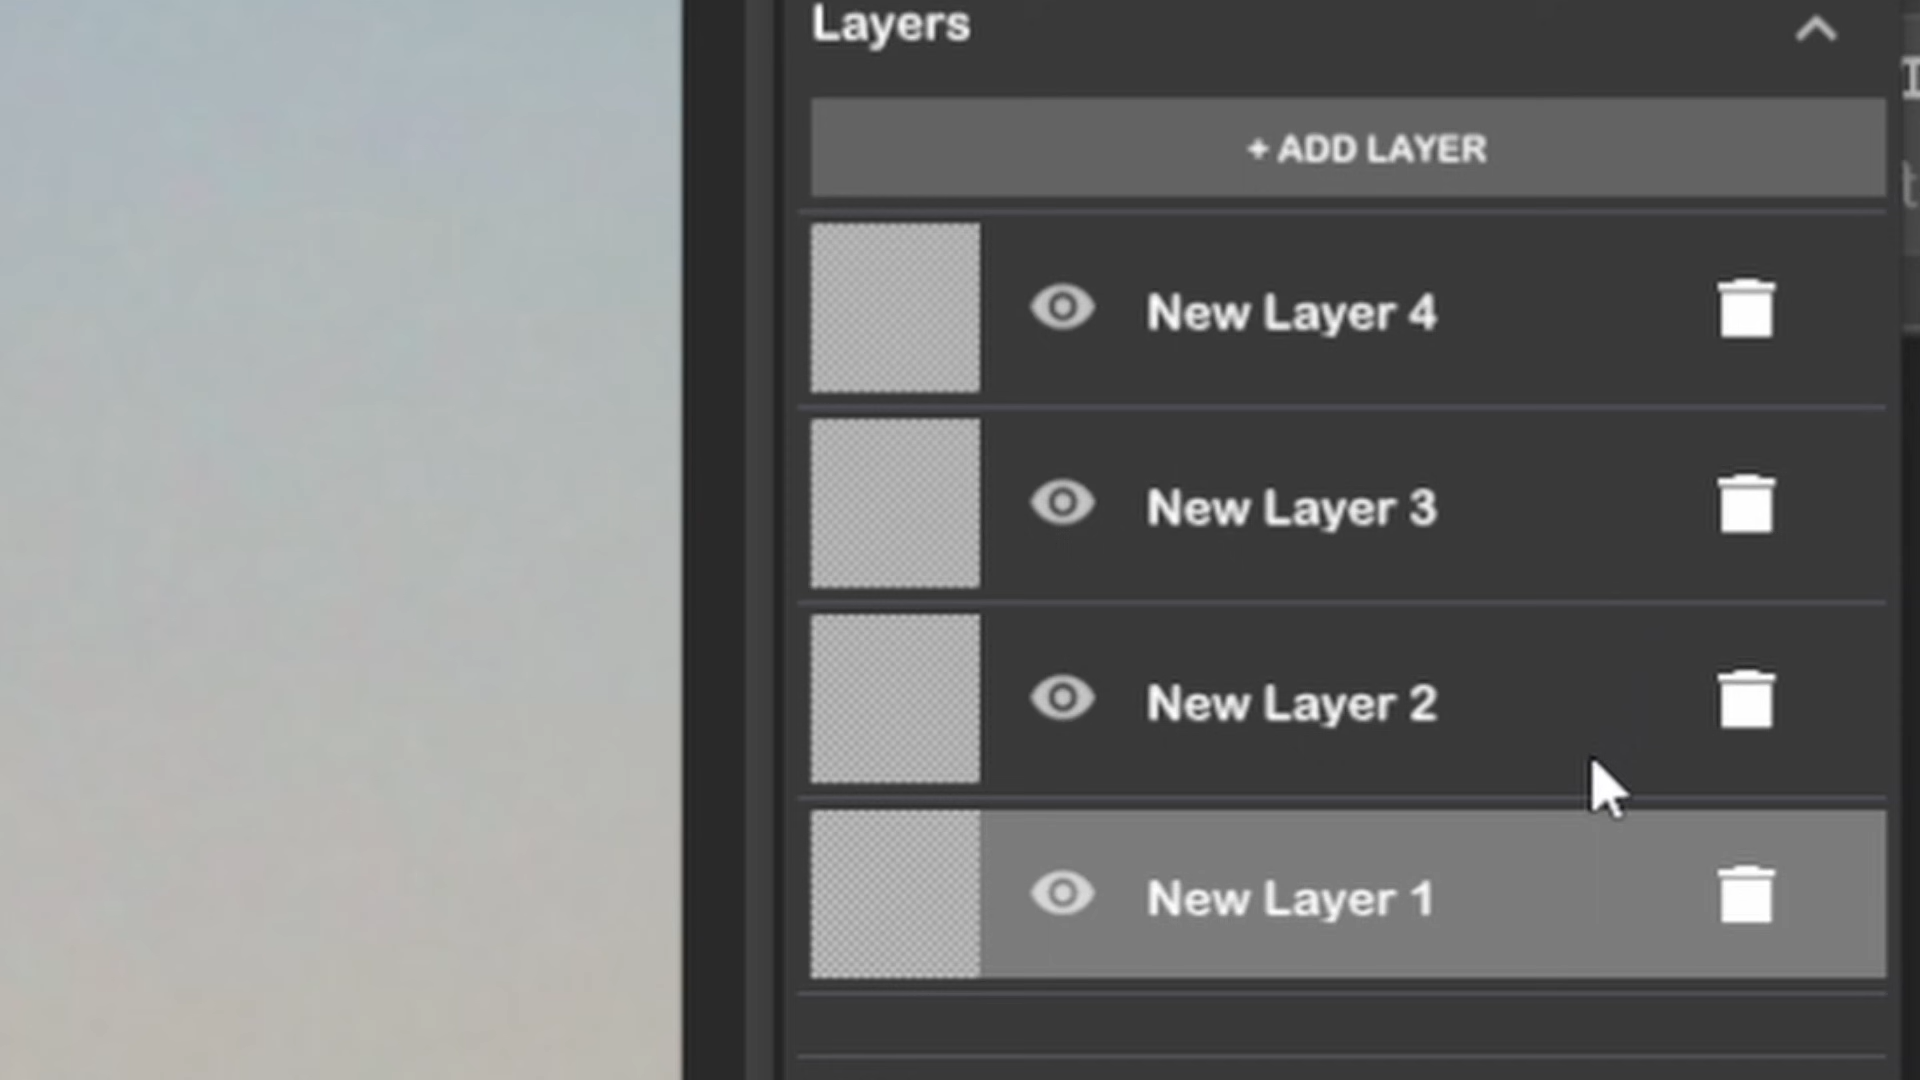 Layers
+ ADD LAYER
New Layer 4
New Layer 3
New Layer 2
New Layer 1